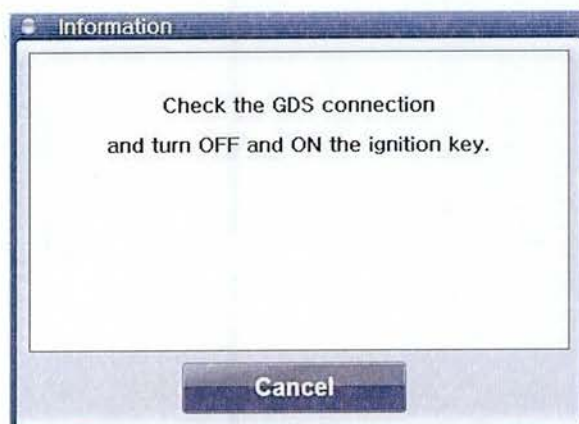 Information
Check the GDS connection
and turn OFF and ON the ignition key.
Cancel